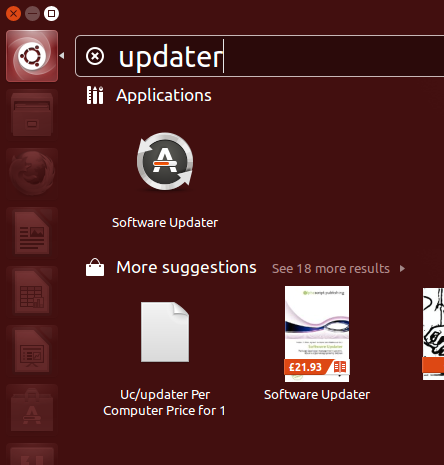 updater
Applications
Software Updater
More suggestions See 18 more results
Uc/updater Per
Computer Price for 1
£21.93
Software Updater